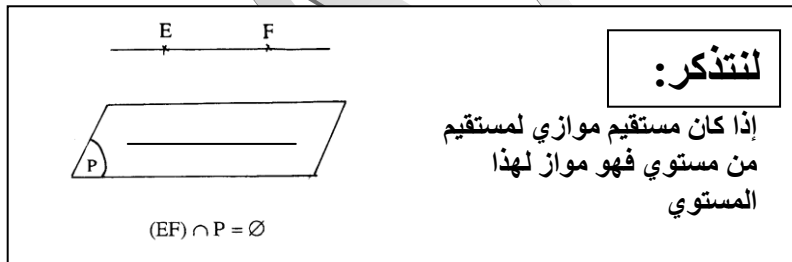 لنتذكر:
إذا كان مستقيم موازي لمستقيم
من مستوي فهو مواز لهذا
المستوي
E F
P
(EF) ∩ P = ∅